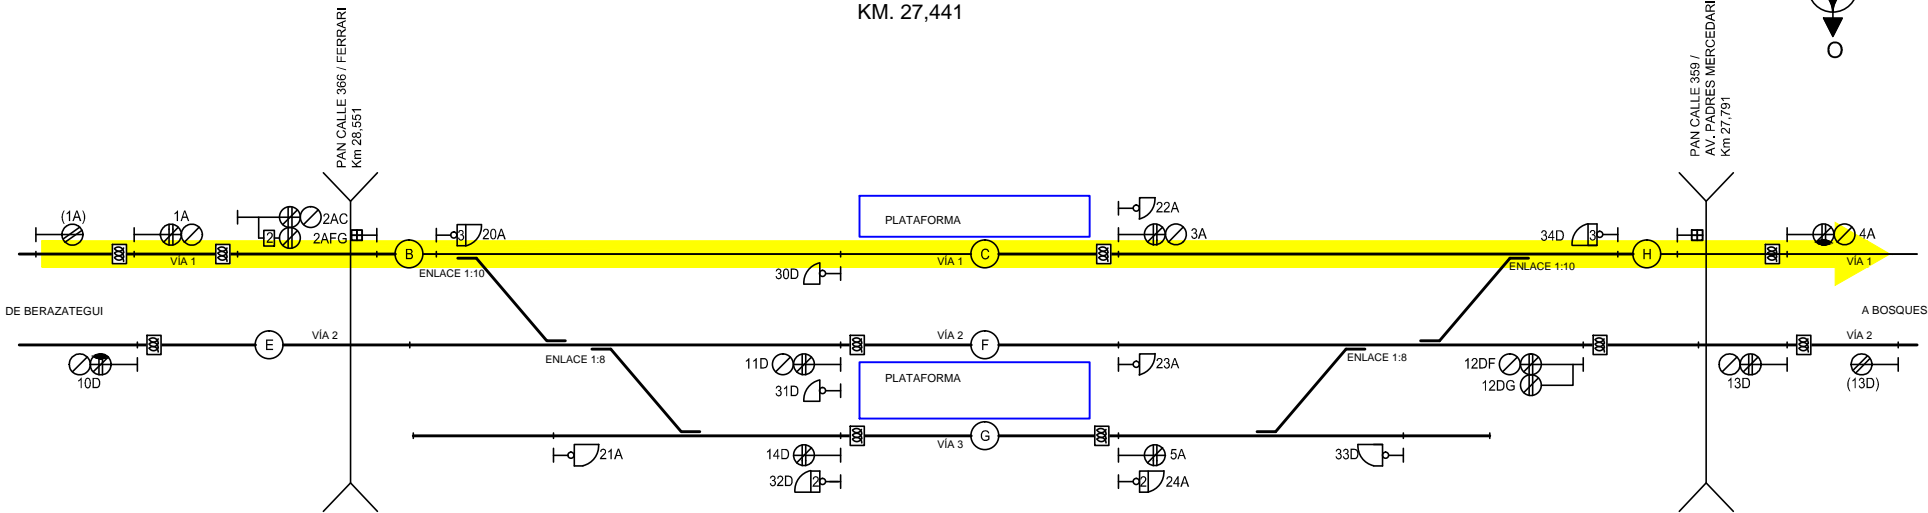 KM. 27,441
O
PAN CALLE 366 / FERRARI
Km 28,551
PAN CALLE 359 /
AV. PADRES MERCEDARI
Km 27,791
(1A)
1A
2AC
2
2AFG
3
20A
PLATAFORMA
22A
3A
34D
3
4A
VÍA 1
B
ENLACE 1:10
30D
VÍA 1
C
ENLACE 1:10
H
VÍA 1
DE BERAZATEGUI
A BOSQUES
E
VÍA 2
VÍA 2
F
VÍA 2
10D
ENLACE 1:8
11D
PLATAFORMA
23A
ENLACE 1:8
12DF
12DG
13D
(13D)
31D
VÍA 3
G
21A
14D
5A
33D
32D
2
2
24A